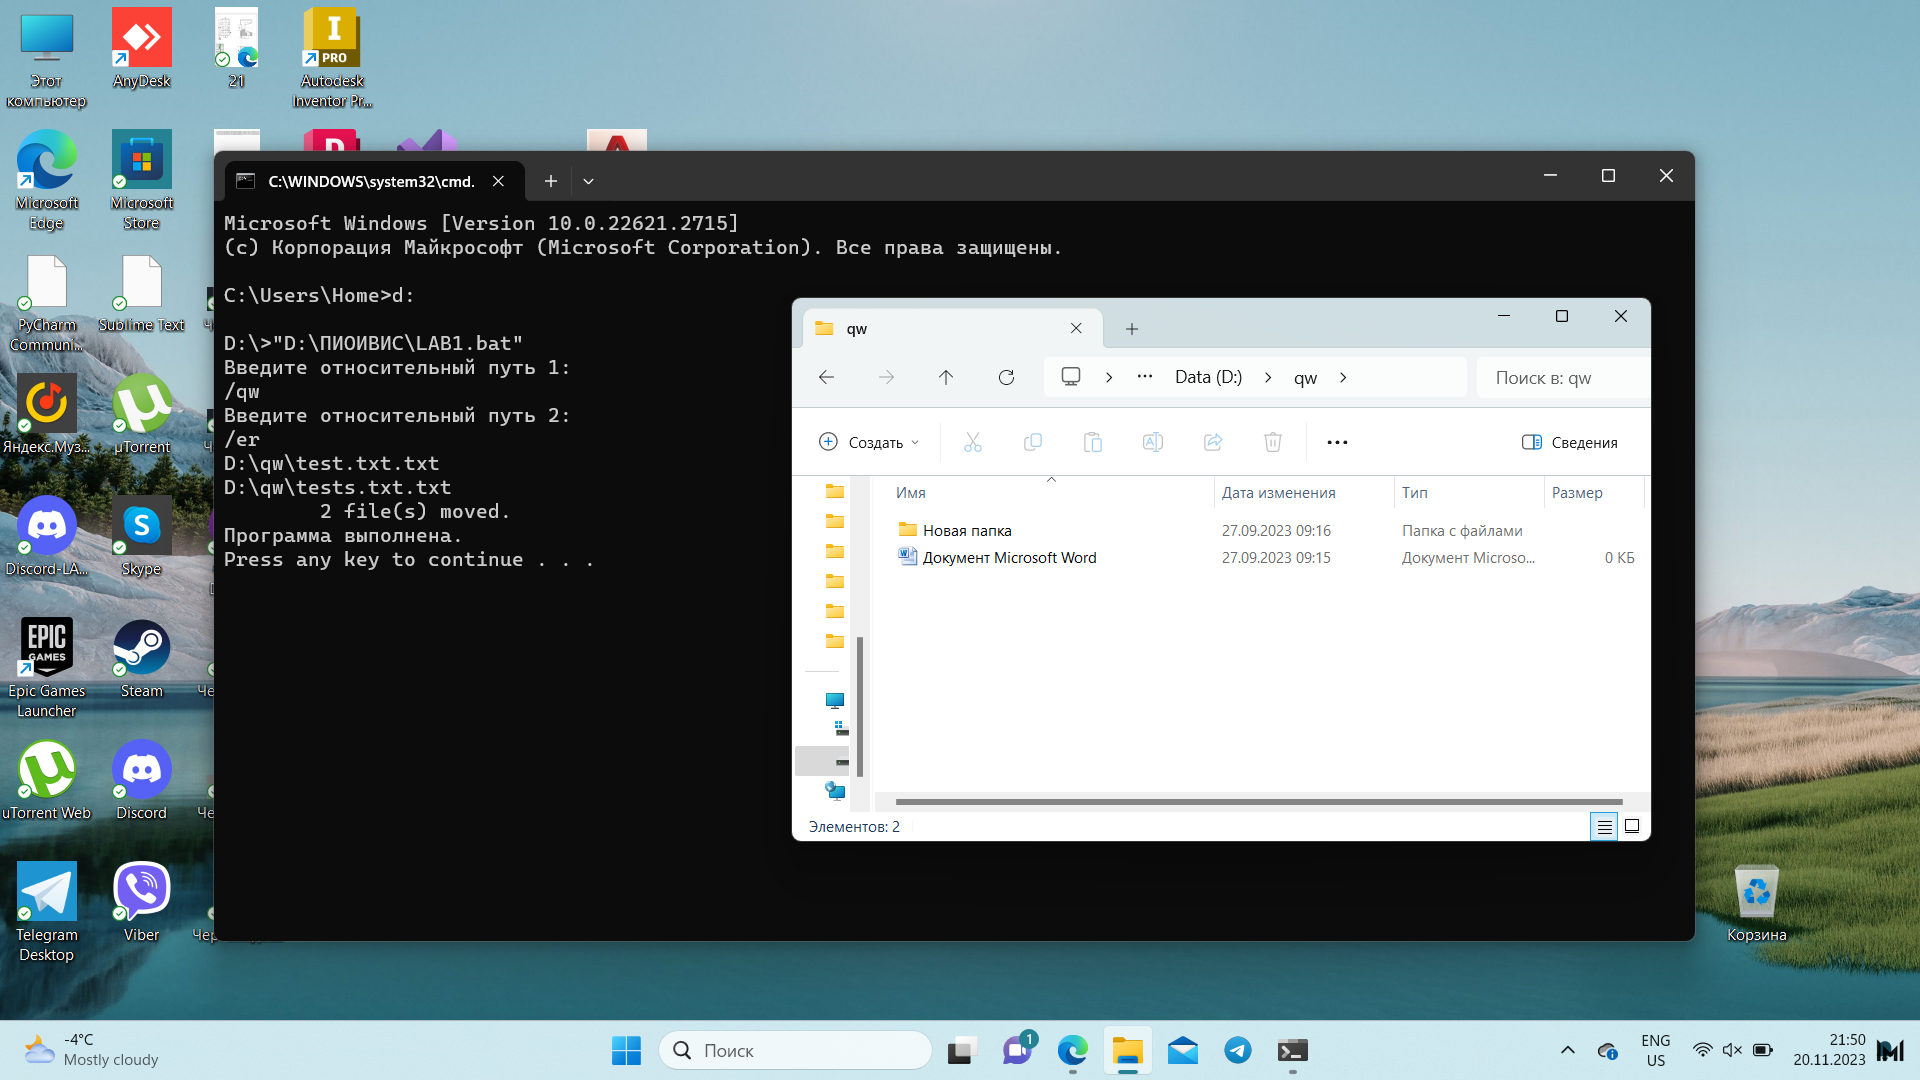 Этот
компьютер
AnyDesk
21
Autodesk
Inventor Pr...
I
PRO
Microsoft
Edge
Microsoft
Store
PyCharm
Communi...
Sublime Text
Яндекс.Муз...
µTorrent
Discord-LA...
Skype
EPIC
GAMES
Epic Games
Launcher
Steam
uTorrent Web
Discord
Telegram
Desktop
Viber
Корзина
C:\WINDOWS\system32\cmd.
Microsoft Windows [Version 10.0.22621.2715]
(c) Корпорация Майкрософт (Microsoft Corporation). Все права защищены.
C:\Users\Home>d:
D:\>"D:\ПИОИВИС\LAB1.bat"
Введите относительный путь 1:
/qw
Введите относительный путь 2:
/er
D:\qw\test.txt.txt
D:\qw\tests.txt.txt
2 file(s) moved.
Программа выполнена.
Press any key to continue . . .
qw
Data (D:) qw
Поиск в: qw
Создать
Сведения
Имя Дата изменения Тип Размер
Новая папка 27.09.2023 09:16 Папка с файлами
Документ Microsoft Word 27.09.2023 09:15 Документ Microso... 0 КБ
Элементов: 2
-4°C
Mostly cloudy
Поиск
1
ENG
US
21:50
20.11.2023